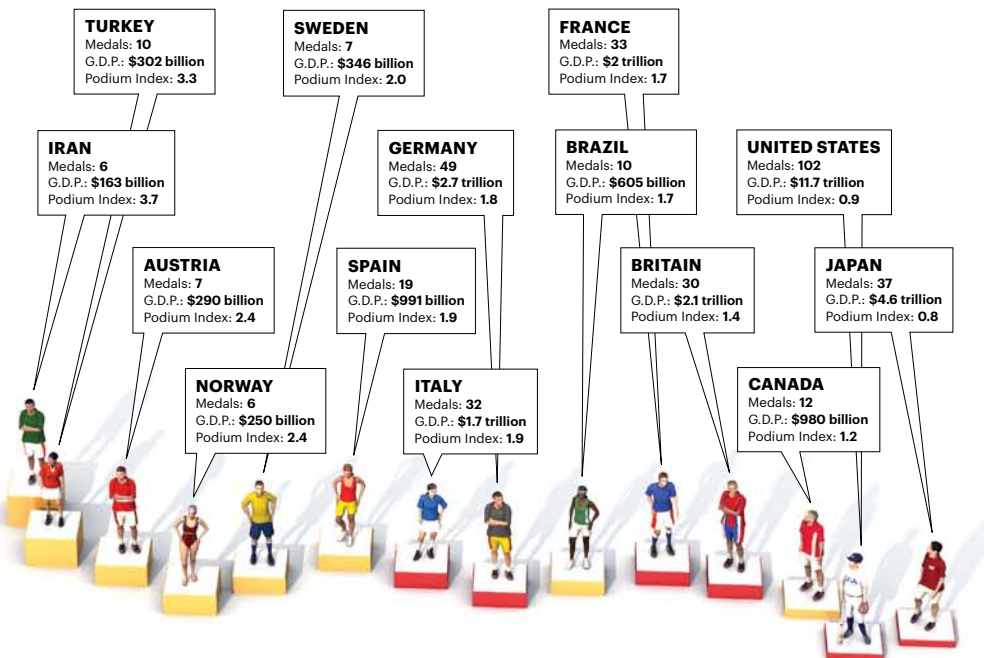 TURKEY
Medals: 10
G.D.P.: $302 billion
Podium Index: 3.3
SWEDEN
Medals: 7
G.D.P.: $346 billion
Podium Index: 2.0
FRANCE
Medals: 33
G.D.P.: $2 trillion
Podium Index: 1.7
IRAN
Medals: 6
G.D.P.: $163 billion
Podium Index: 3.7
GERMANY
Medals: 49
G.D.P.: $2.7 trillion
Podium Index: 1.8
BRAZIL
Medals: 10
G.D.P.: $605 billion
Podium Index: 1.7
UNITED STATES
Medals: 102
G.D.P.: $11.7 trillion
Podium Index: 0.9
AUSTRIA
Medals: 7
G.D.P.: $290 billion
Podium Index: 2.4
SPAIN
Medals: 19
G.D.P.: $991 billion
Podium Index: 1.9
BRITAIN
Medals: 30
G.D.P.: $2.1 trillion
Podium Index: 1.4
JAPAN
Medals: 37
G.D.P.: $4.6 trillion
Podium Index: 0.8
NORWAY
Medals: 6
G.D.P.: $250 billion
Podium Index: 2.4
ITALY
Medals: 32
G.D.P.: $1.7 trillion
Podium Index: 1.9
CANADA
Medals: 12
G.D.P.: $980 billion
Podium Index: 1.2